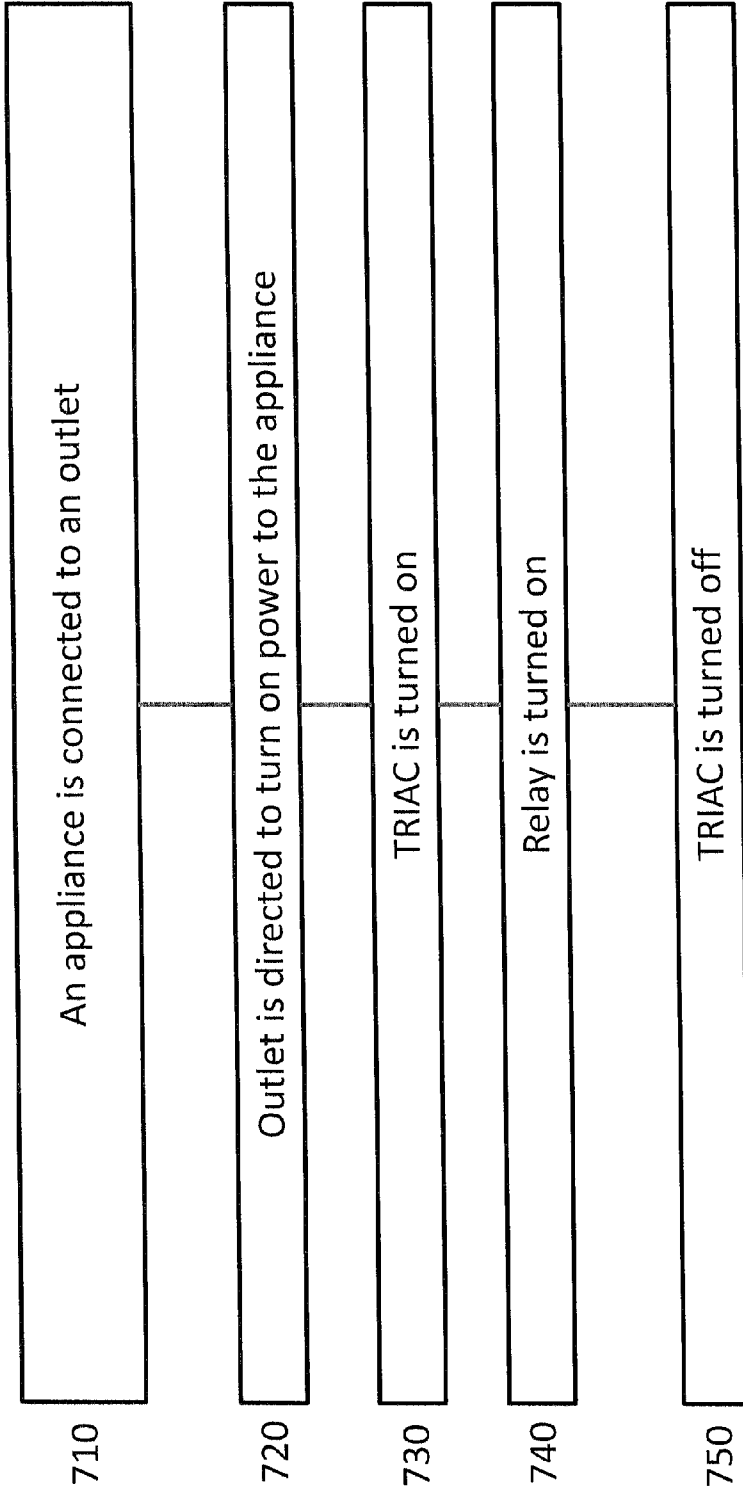 710 An appliance is connected to an outlet
720 Outlet is directed to turn on power to the appliance
730 TRIAC is turned on
740 Relay is turned on
750 TRIAC is turned off